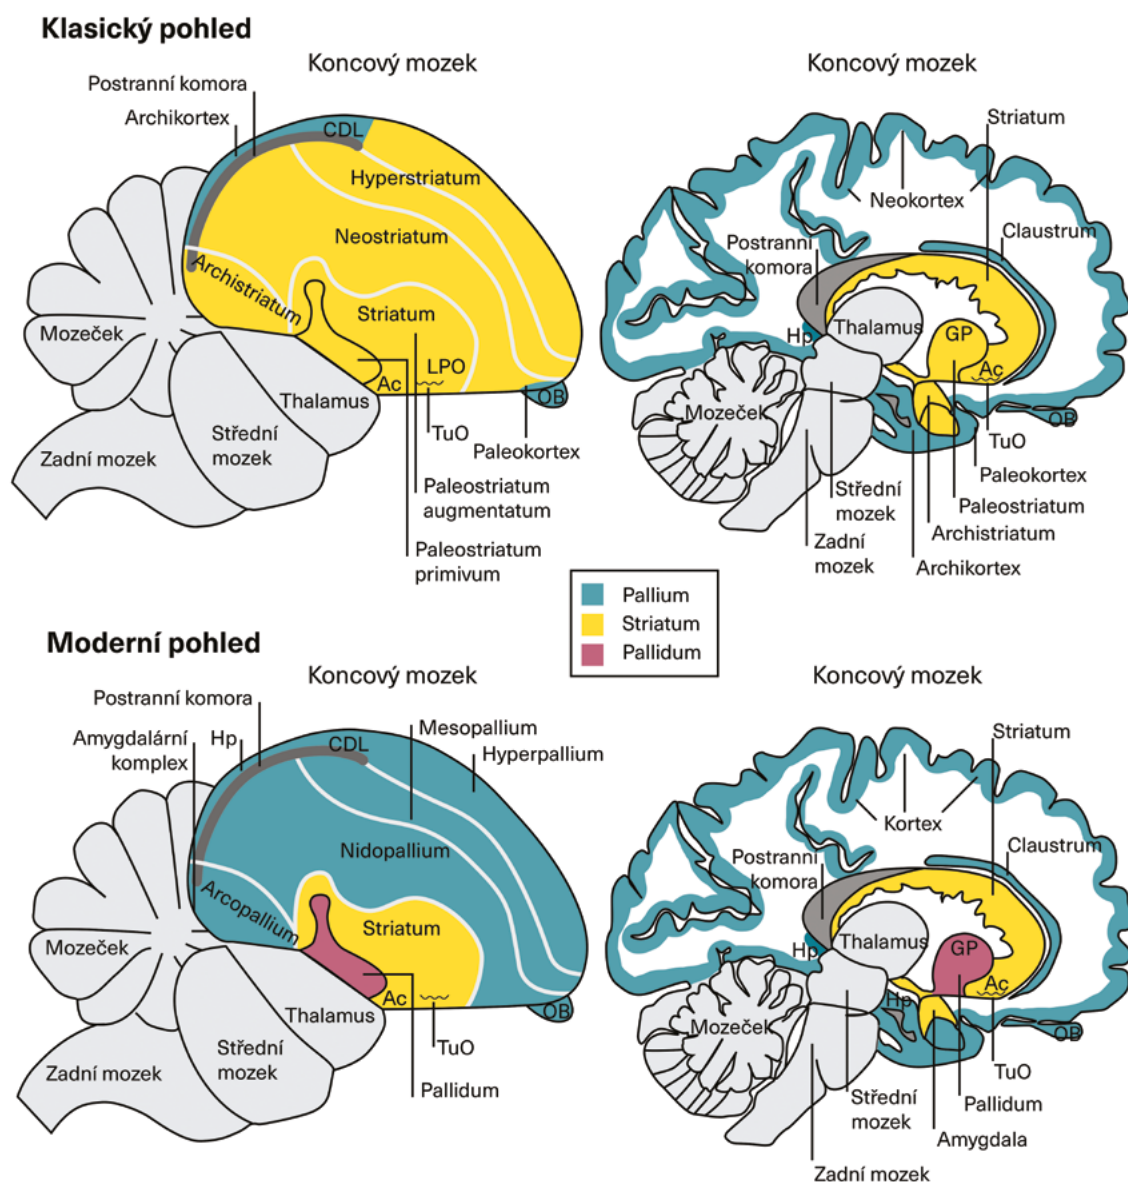 Klasický pohled
Koncový mozek
Postranní komora
Archikortex
CDL
Hyperstriatum
Neostriatum
Archistriatum
Striatum
LPO
Ac
OB
Mozeček
Thalamus
Střední
mozek
Zadní mozek
TuO
Paleokortex
Paleostriatum
augmentatum
Paleostriatum
primivum
Koncový mozek
Striatum
Neokortex
Claustrum
Postranní
komora
Hp
Thalamus
GP
Ac
OB
Mozeček
TuO
Paleokortex
Střední
mozek
Paleostriatum
Archistriatum
Zadní
mozek
Archikortex
Pallium
Striatum
Pallidum
Moderní pohled
Koncový mozek
Postranní komora
Amygdalární
komplex
Hp
CDL
Mesopallium
Hyperpallium
Nidopallium
Arcopallium
Striatum
Ac
OB
Mozeček
Thalamus
Střední
mozek
Zadní mozek
TuO
Pallidum
Koncový mozek
Striatum
Kortex
Claustrum
Postranní
komora
Hp
Thalamus
GP
Ac
Hp
OB
Mozeček
TuO
Střední
mozek
Pallidum
Amygdala
Zadní mozek